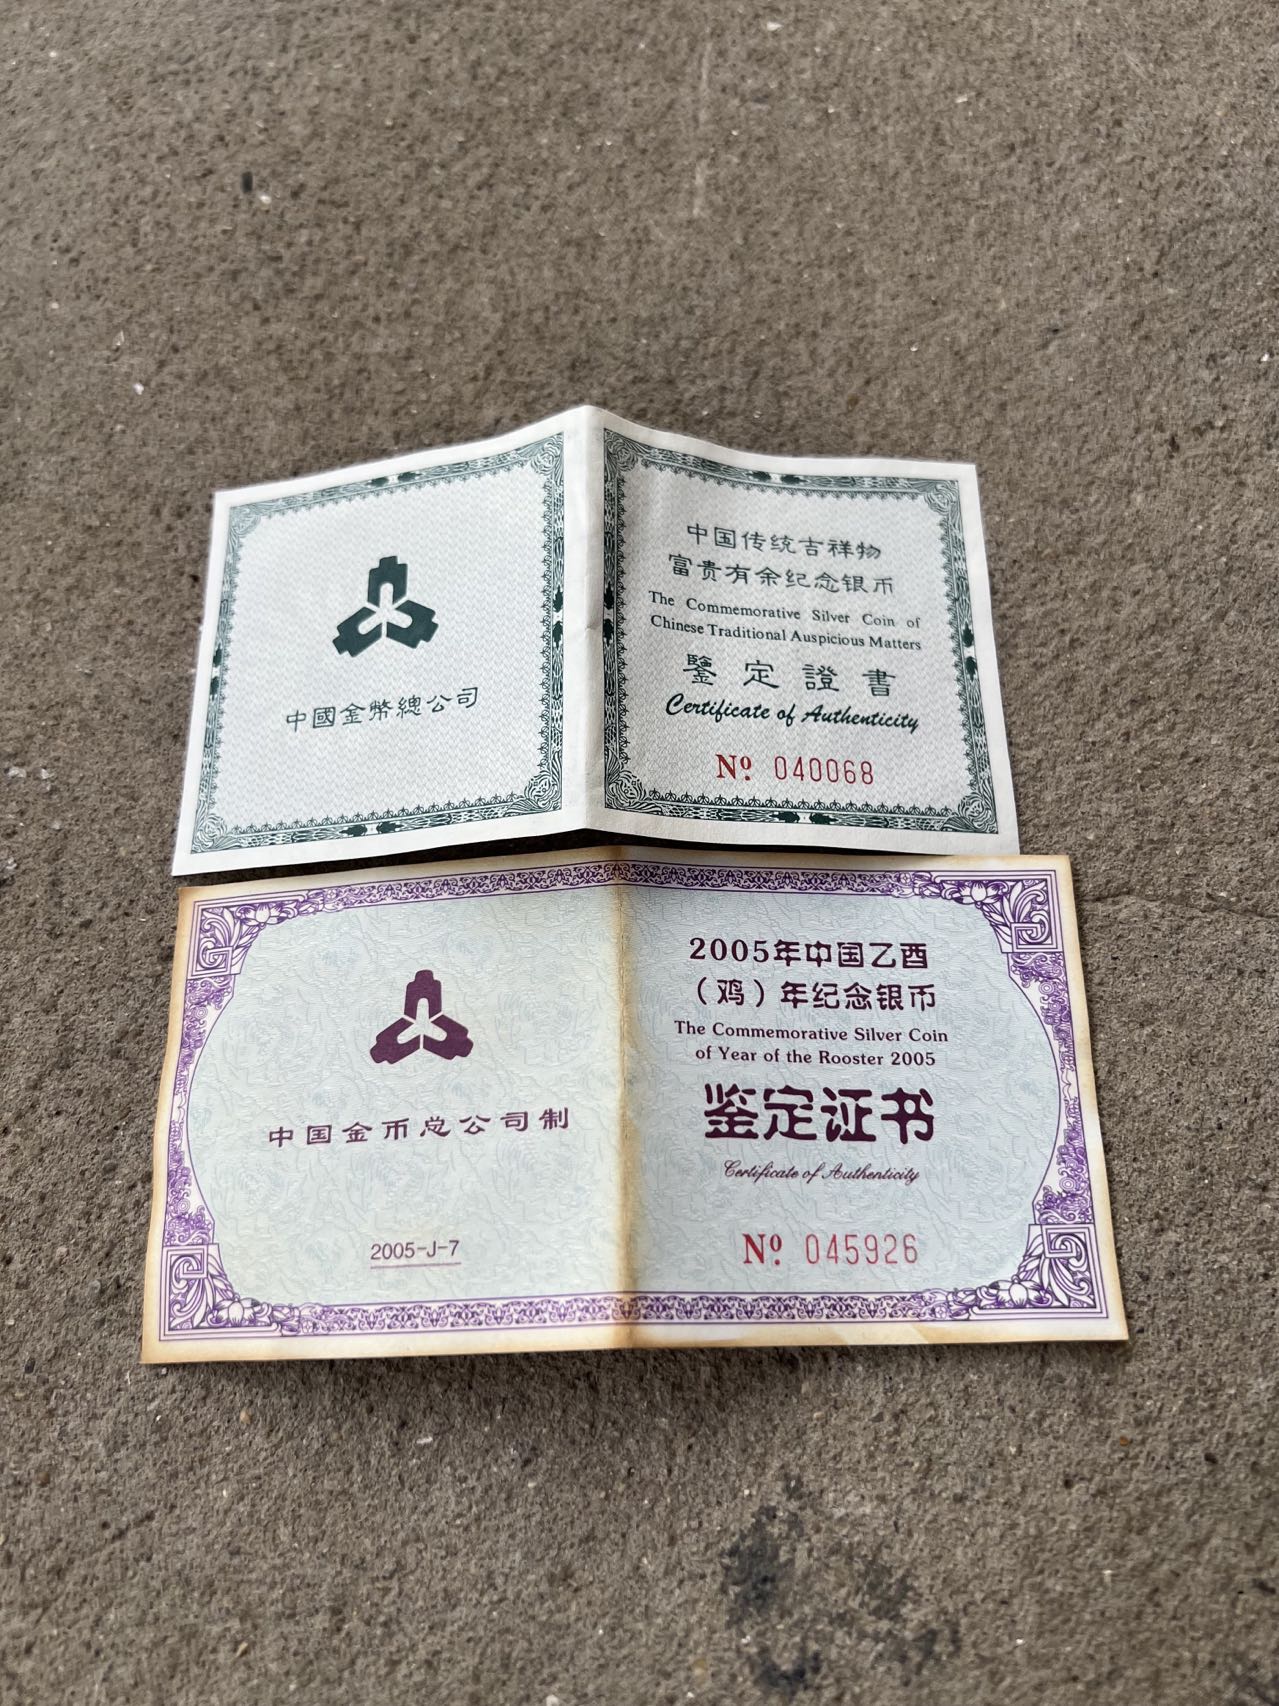 中國金幣總公司
中国传统吉祥物
富贵有余纪念银币
The Commemorative Silver Coin of
Chinese Traditional Auspicious Matters
鑒定證書
Certificate of Authenticity
Nº 040068
中国金币总公司制
2005-J-7
2005年中国乙酉
（鸡）年纪念银币
The Commemorative Silver Coin
of Year of the Rooster 2005
鉴定证书
Certificate of Authenticity
Nº 045926